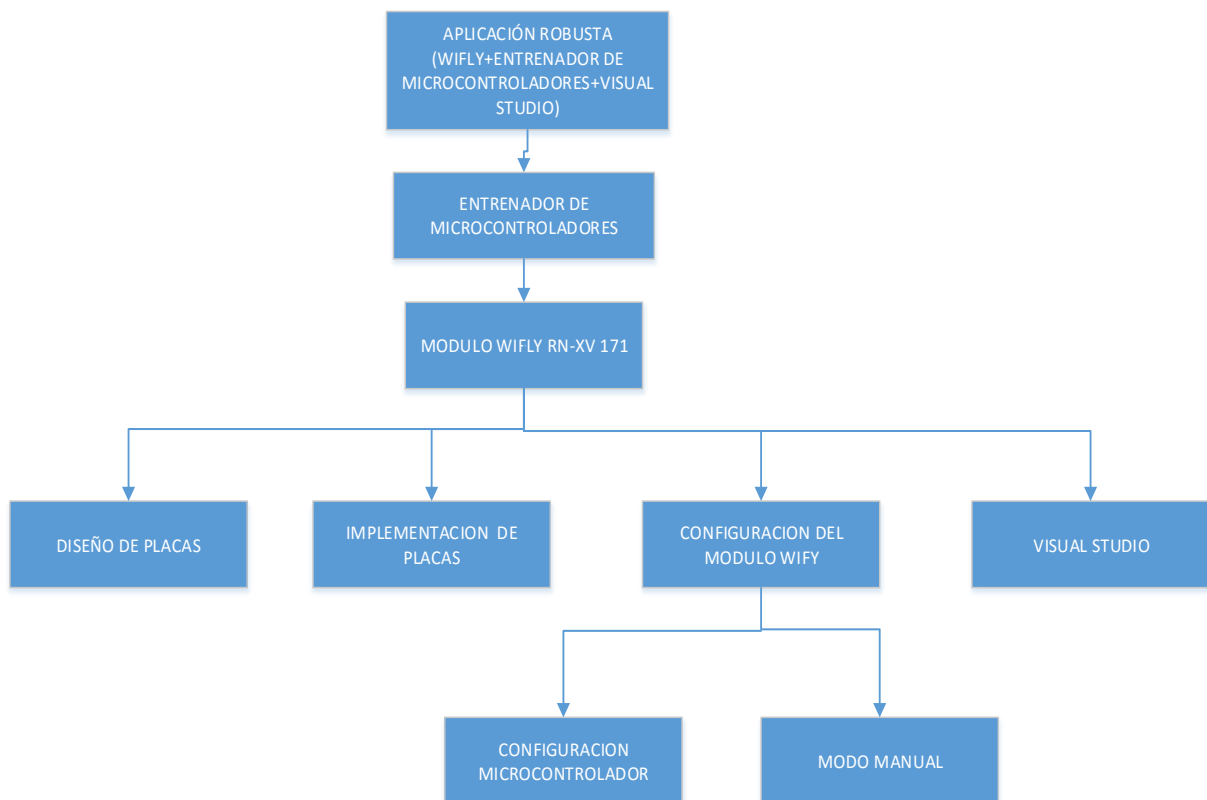 APLICACIÓN ROBUSTA
(WIFLY+ENTRENADOR DE
MICROCONTROLADORES+VISUAL
STUDIO)
ENTRENADOR DE
MICROCONTROLADORES
MODULO WIFLY RN-XV 171
DISEÑO DE PLACAS
IMPLEMENTACION DE
PLACAS
CONFIGURACION DEL
MODULO WIFY
VISUAL STUDIO
CONFIGURACION
MICROCONTROLADOR
MODO MANUAL